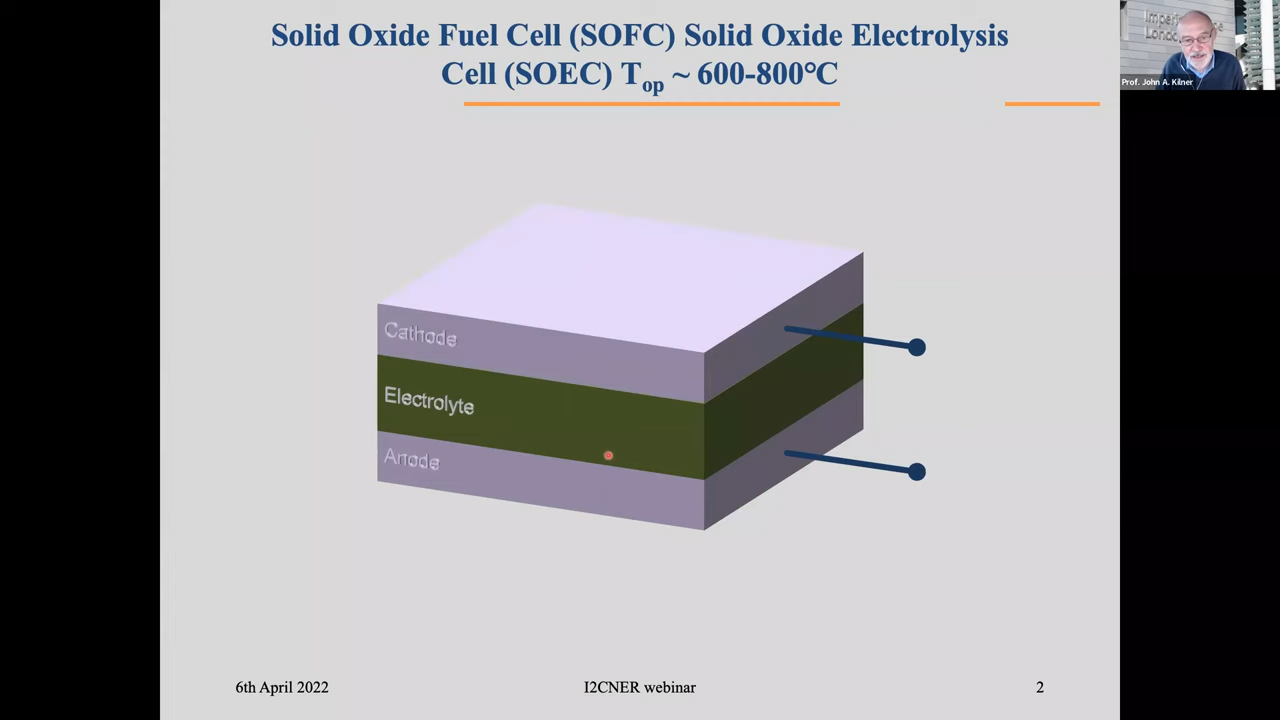 Solid Oxide Fuel Cell (SOFC) Solid Oxide Electrolysis
Cell (SOEC) Top ~ 600-800°C
Prof. John A. Kilner
Cathode
Electrolyte
Anode
6th April 2022
I2CNER webinar
2